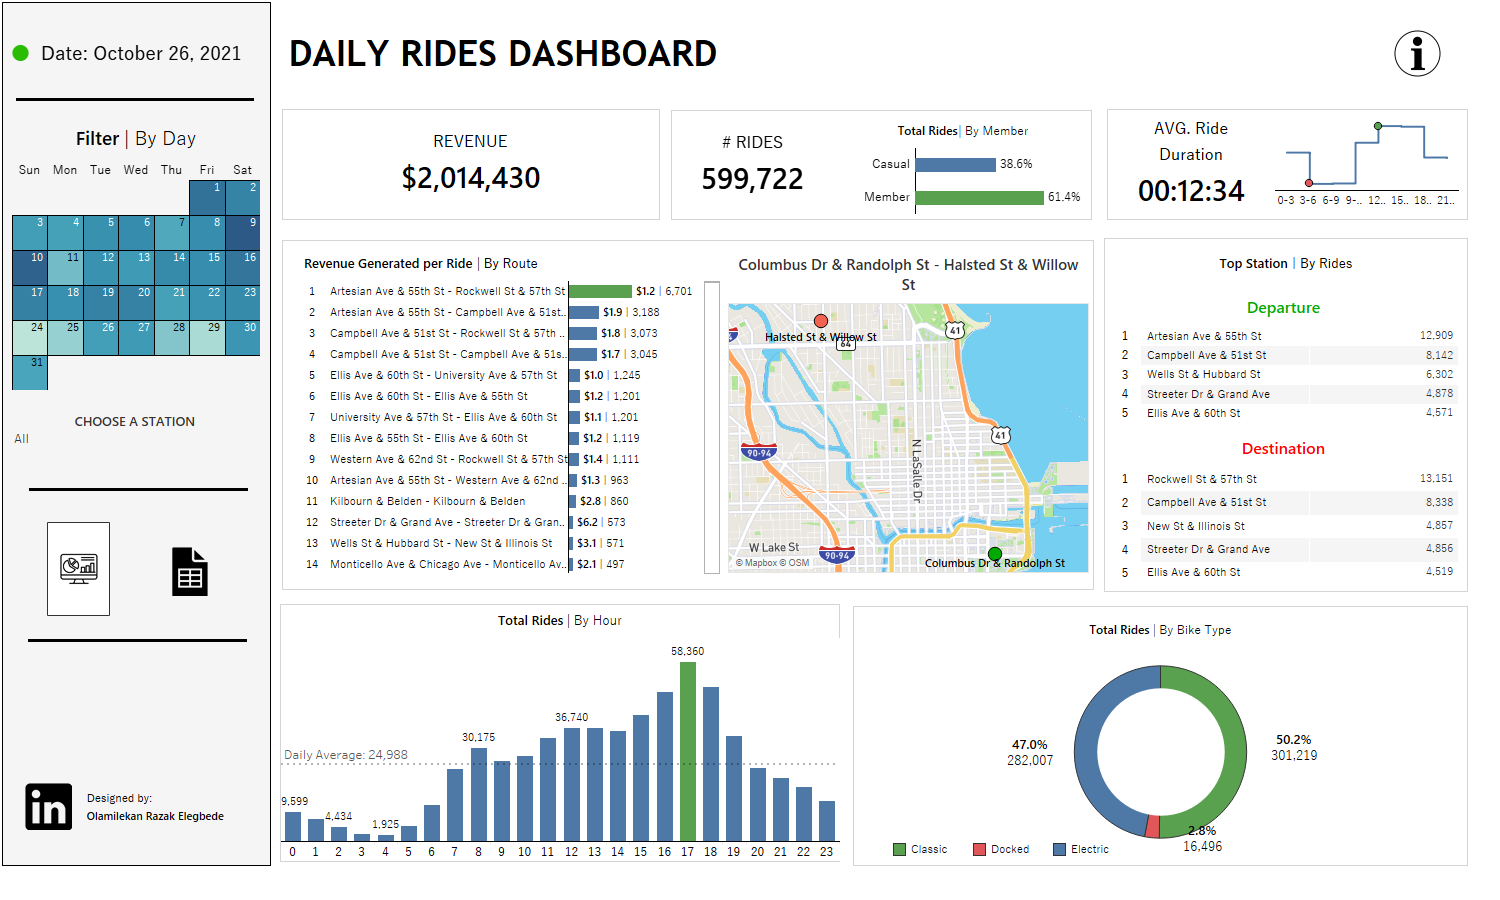 Date: October 26, 2021
DAILY RIDES DASHBOARD
Filter | By Day
Sun Mon Tue Wed Thu Fri Sat
1 2
3 4 5 6 7 8 9
10 11 12 13 14 15 16
17 18 19 20 21 22 23
24 25 26 27 28 29 30
31
CHOOSE A STATION
All
in
Designed by:
Olamilekan Razak Elegbede
REVENUE
$2,014,430
# RIDES
599,722
Total Rides| By Member
Casual 38.6%
Member 61.4%
AVG. Ride
Duration
00:12:34
0-3 3-6 6-9 9-.. 12.. 15.. 18.. 21..
Revenue Generated per Ride | By Route
1 Artesian Ave & 55th St - Rockwell St & 57th St $1.2 | 6,701
2 Artesian Ave & 55th St - Campbell Ave & 51st.. $1.9 | 3,188
3 Campbell Ave & 51st St - Rockwell St & 57th .. $1.8 | 3,073
4 Campbell Ave & 51st St - Campbell Ave & 51s.. $1.7 | 3,045
5 Ellis Ave & 60th St - University Ave & 57th St $1.0 | 1,245
6 Ellis Ave & 60th St - Ellis Ave & 55th St $1.2 | 1,201
7 University Ave & 57th St - Ellis Ave & 60th St $1.1 | 1,201
8 Ellis Ave & 55th St - Ellis Ave & 60th St $1.2 | 1,119
9 Western Ave & 62nd St - Rockwell St & 57th St $1.4 | 1,111
10 Artesian Ave & 55th St - Western Ave & 62nd .. $1.3 | 963
11 Kilbourn & Belden - Kilbourn & Belden $2.8 | 860
12 Streeter Dr & Grand Ave - Streeter Dr & Gran.. $6.2 | 573
13 Wells St & Hubbard St - New St & Illinois St $3.1 | 571
14 Monticello Ave & Chicago Ave - Monticello Av.. $2.1 | 497
Columbus Dr & Randolph St - Halsted St & Willow
St
Halsted St & Willow St
64
41
41
90-94
N LaSalle Dr
W Lake St
90-94
© Mapbox © OSM
Columbus Dr & Randolph St
Top Station | By Rides
Departure
1 Artesian Ave & 55th St 12,909
2 Campbell Ave & 51st St 8,142
3 Wells St & Hubbard St 6,302
4 Streeter Dr & Grand Ave 4,878
5 Ellis Ave & 60th St 4,571
Destination
1 Rockwell St & 57th St 13,151
2 Campbell Ave & 51st St 8,338
3 New St & Illinois St 4,857
4 Streeter Dr & Grand Ave 4,856
5 Ellis Ave & 60th St 4,519
Total Rides | By Hour
58,360
36,740
30,175
Daily Average: 24,988
9,599
4,434
1,925
0 1 2 3 4 5 6 7 8 9 10 11 12 13 14 15 16 17 18 19 20 21 22 23
Total Rides | By Bike Type
47.0%
282,007
50.2%
301,219
2.8%
16,496
Classic Docked Electric